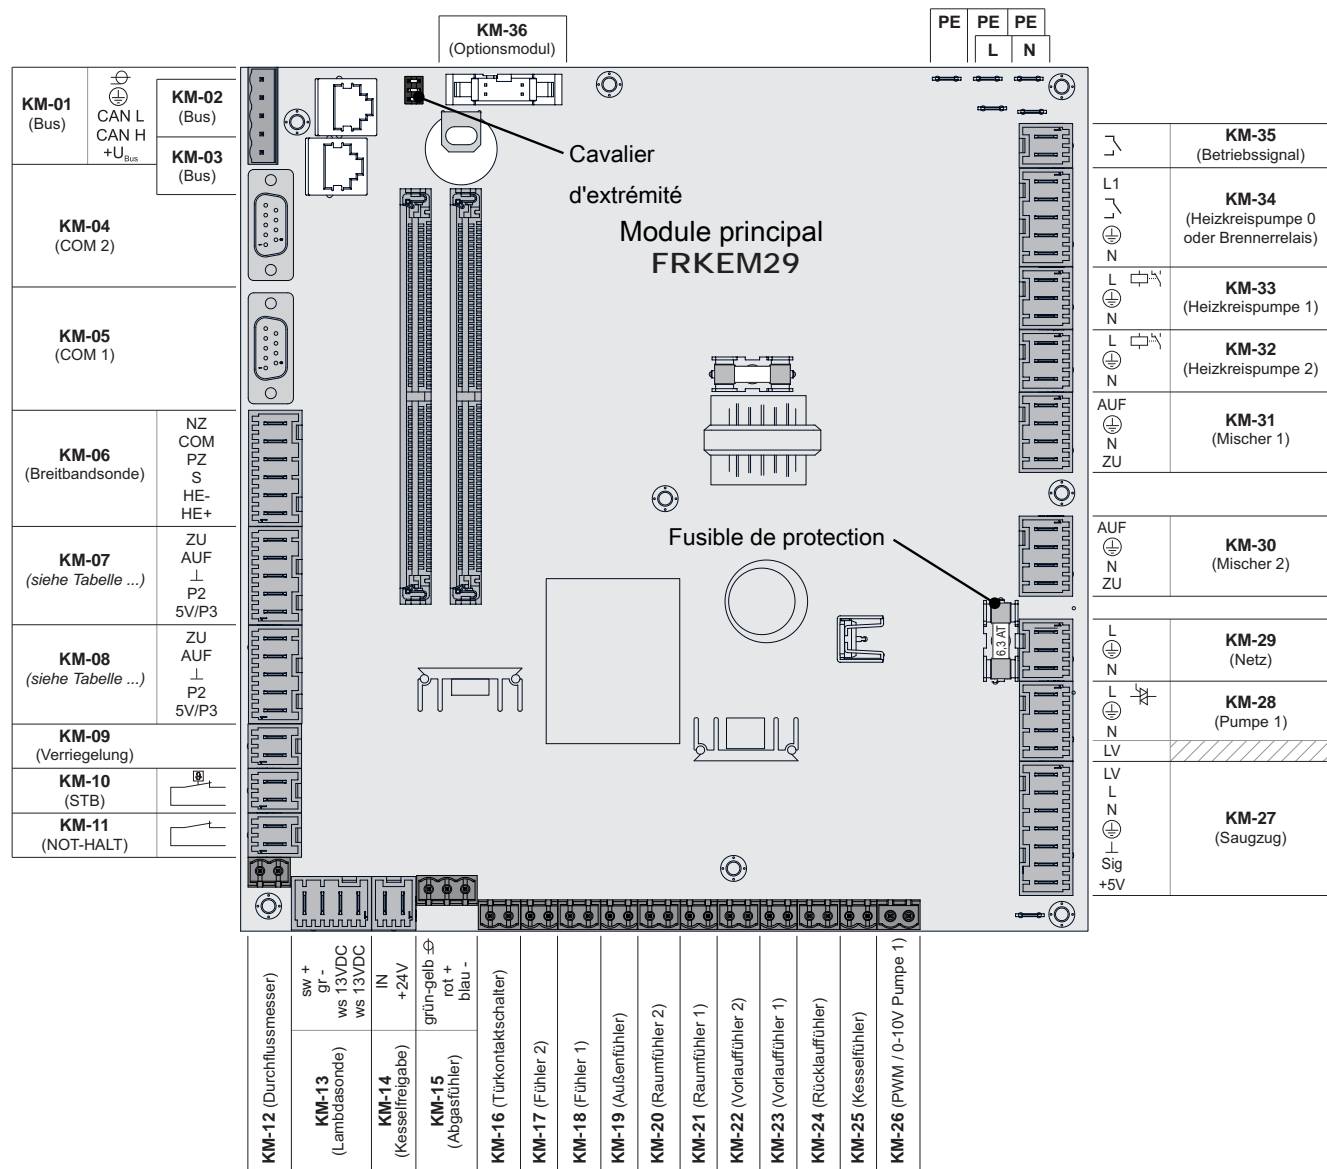 KM-36
(Optionsmodul)
PE PE PE
L N
KM-01
(Bus)
CAN L
CAN H
+UBus
KM-02
(Bus)
KM-03
(Bus)
KM-04
(COM 2)
KM-05
(COM 1)
KM-06
(Breitbandsonde)
NZ
COM
PZ
S
HE-
HE+
KM-07
(siehe Tabelle ...)
ZU
AUF
⊥
P2
5V/P3
KM-08
(siehe Tabelle ...)
ZU
AUF
⊥
P2
5V/P3
KM-09
(Verriegelung)
KM-10
(STB)
KM-11
(NOT-HALT)
Cavalier
d'extrémité
Module principal
FRKEM29
Fusible de protection
6,3 AT
KM-35
(Betriebssignal)
L1
N
KM-34
(Heizkreispumpe 0
oder Brennerrelais)
L
N
KM-33
(Heizkreispumpe 1)
L
N
KM-32
(Heizkreispumpe 2)
AUF
N
ZU
KM-31
(Mischer 1)
AUF
N
ZU
KM-30
(Mischer 2)
L
N
KM-29
(Netz)
L
N
LV
KM-28
(Pumpe 1)
LV
L
N
⊥
Sig
+5V
KM-27
(Saugzug)
KM-12 (Durchflussmesser)
sw +
gr -
ws 13VDC
ws 13VDC
KM-13
(Lambdasonde)
IN
+24V
KM-14
(Kesselfreigabe)
grün-gelb
rot +
blau -
KM-15
(Abgasfühler)
KM-16 (Türkontaktschalter)
KM-17 (Fühler 2)
KM-18 (Fühler 1)
KM-19 (Außenfühler)
KM-20 (Raumfühler 2)
KM-21 (Raumfühler 1)
KM-22 (Vorlauffühler 2)
KM-23 (Vorlauffühler 1)
KM-24 (Rücklauffühler)
KM-25 (Kesselfühler)
KM-26 (PWM / 0-10V Pumpe 1)